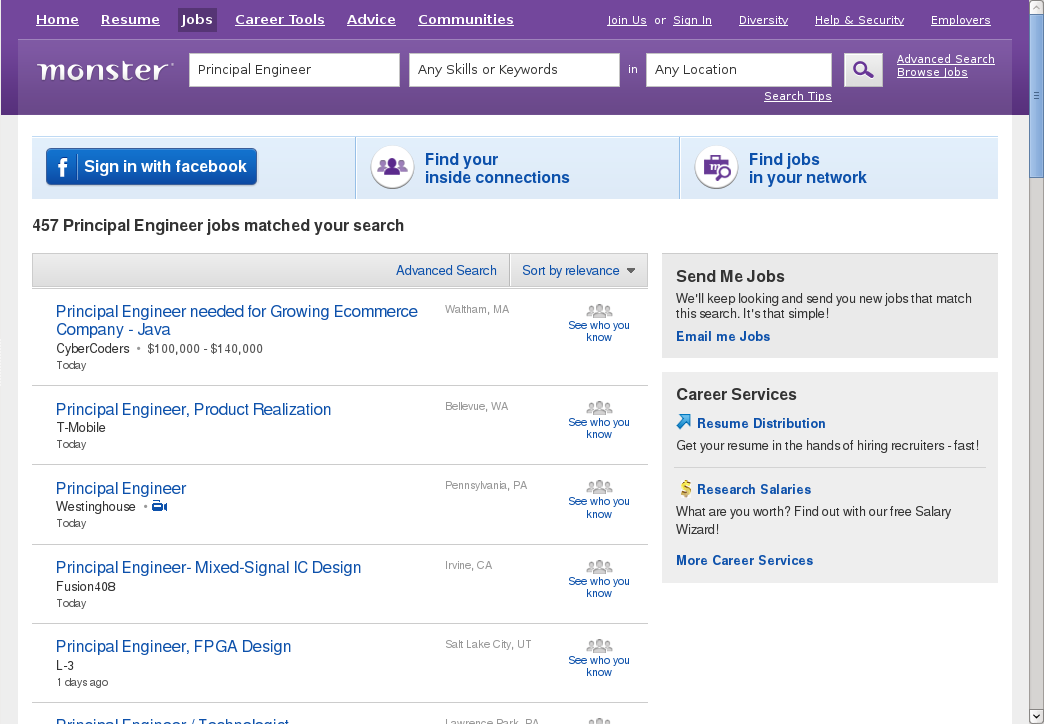 Home Resume Jobs Career Tools Advice Communities Join Us or Sign In Diversity Help & Security Employers
monster Principal Engineer Any Skills or Keywords in Any Location Advanced Search
Browse Jobs
Search Tips
f Sign in with facebook
Find your
inside connections
Find jobs
in your network
457 Principal Engineer jobs matched your search
Advanced Search Sort by relevance
Principal Engineer needed for Growing Ecommerce
Company - Java
CyberCoders • $100,000 - $140,000
Today
Waltham, MA
See who you
know
Principal Engineer, Product Realization
T-Mobile
Today
Bellevue, WA
See who you
know
Principal Engineer
Westinghouse •
Today
Pennsylvania, PA
See who you
know
Principal Engineer- Mixed-Signal IC Design
Fusion408
Today
Irvine, CA
See who you
know
Principal Engineer, FPGA Design
L-3
1 days ago
Salt Lake City, UT
See who you
know
Principal Engineer / Technologist
Lawrence Park, PA
Send Me Jobs
We'll keep looking and send you new jobs that match
this search. It's that simple!
Email me Jobs
Career Services
Resume Distribution
Get your resume in the hands of hiring recruiters - fast!
$ Research Salaries
What are you worth? Find out with our free Salary
Wizard!
More Career Services